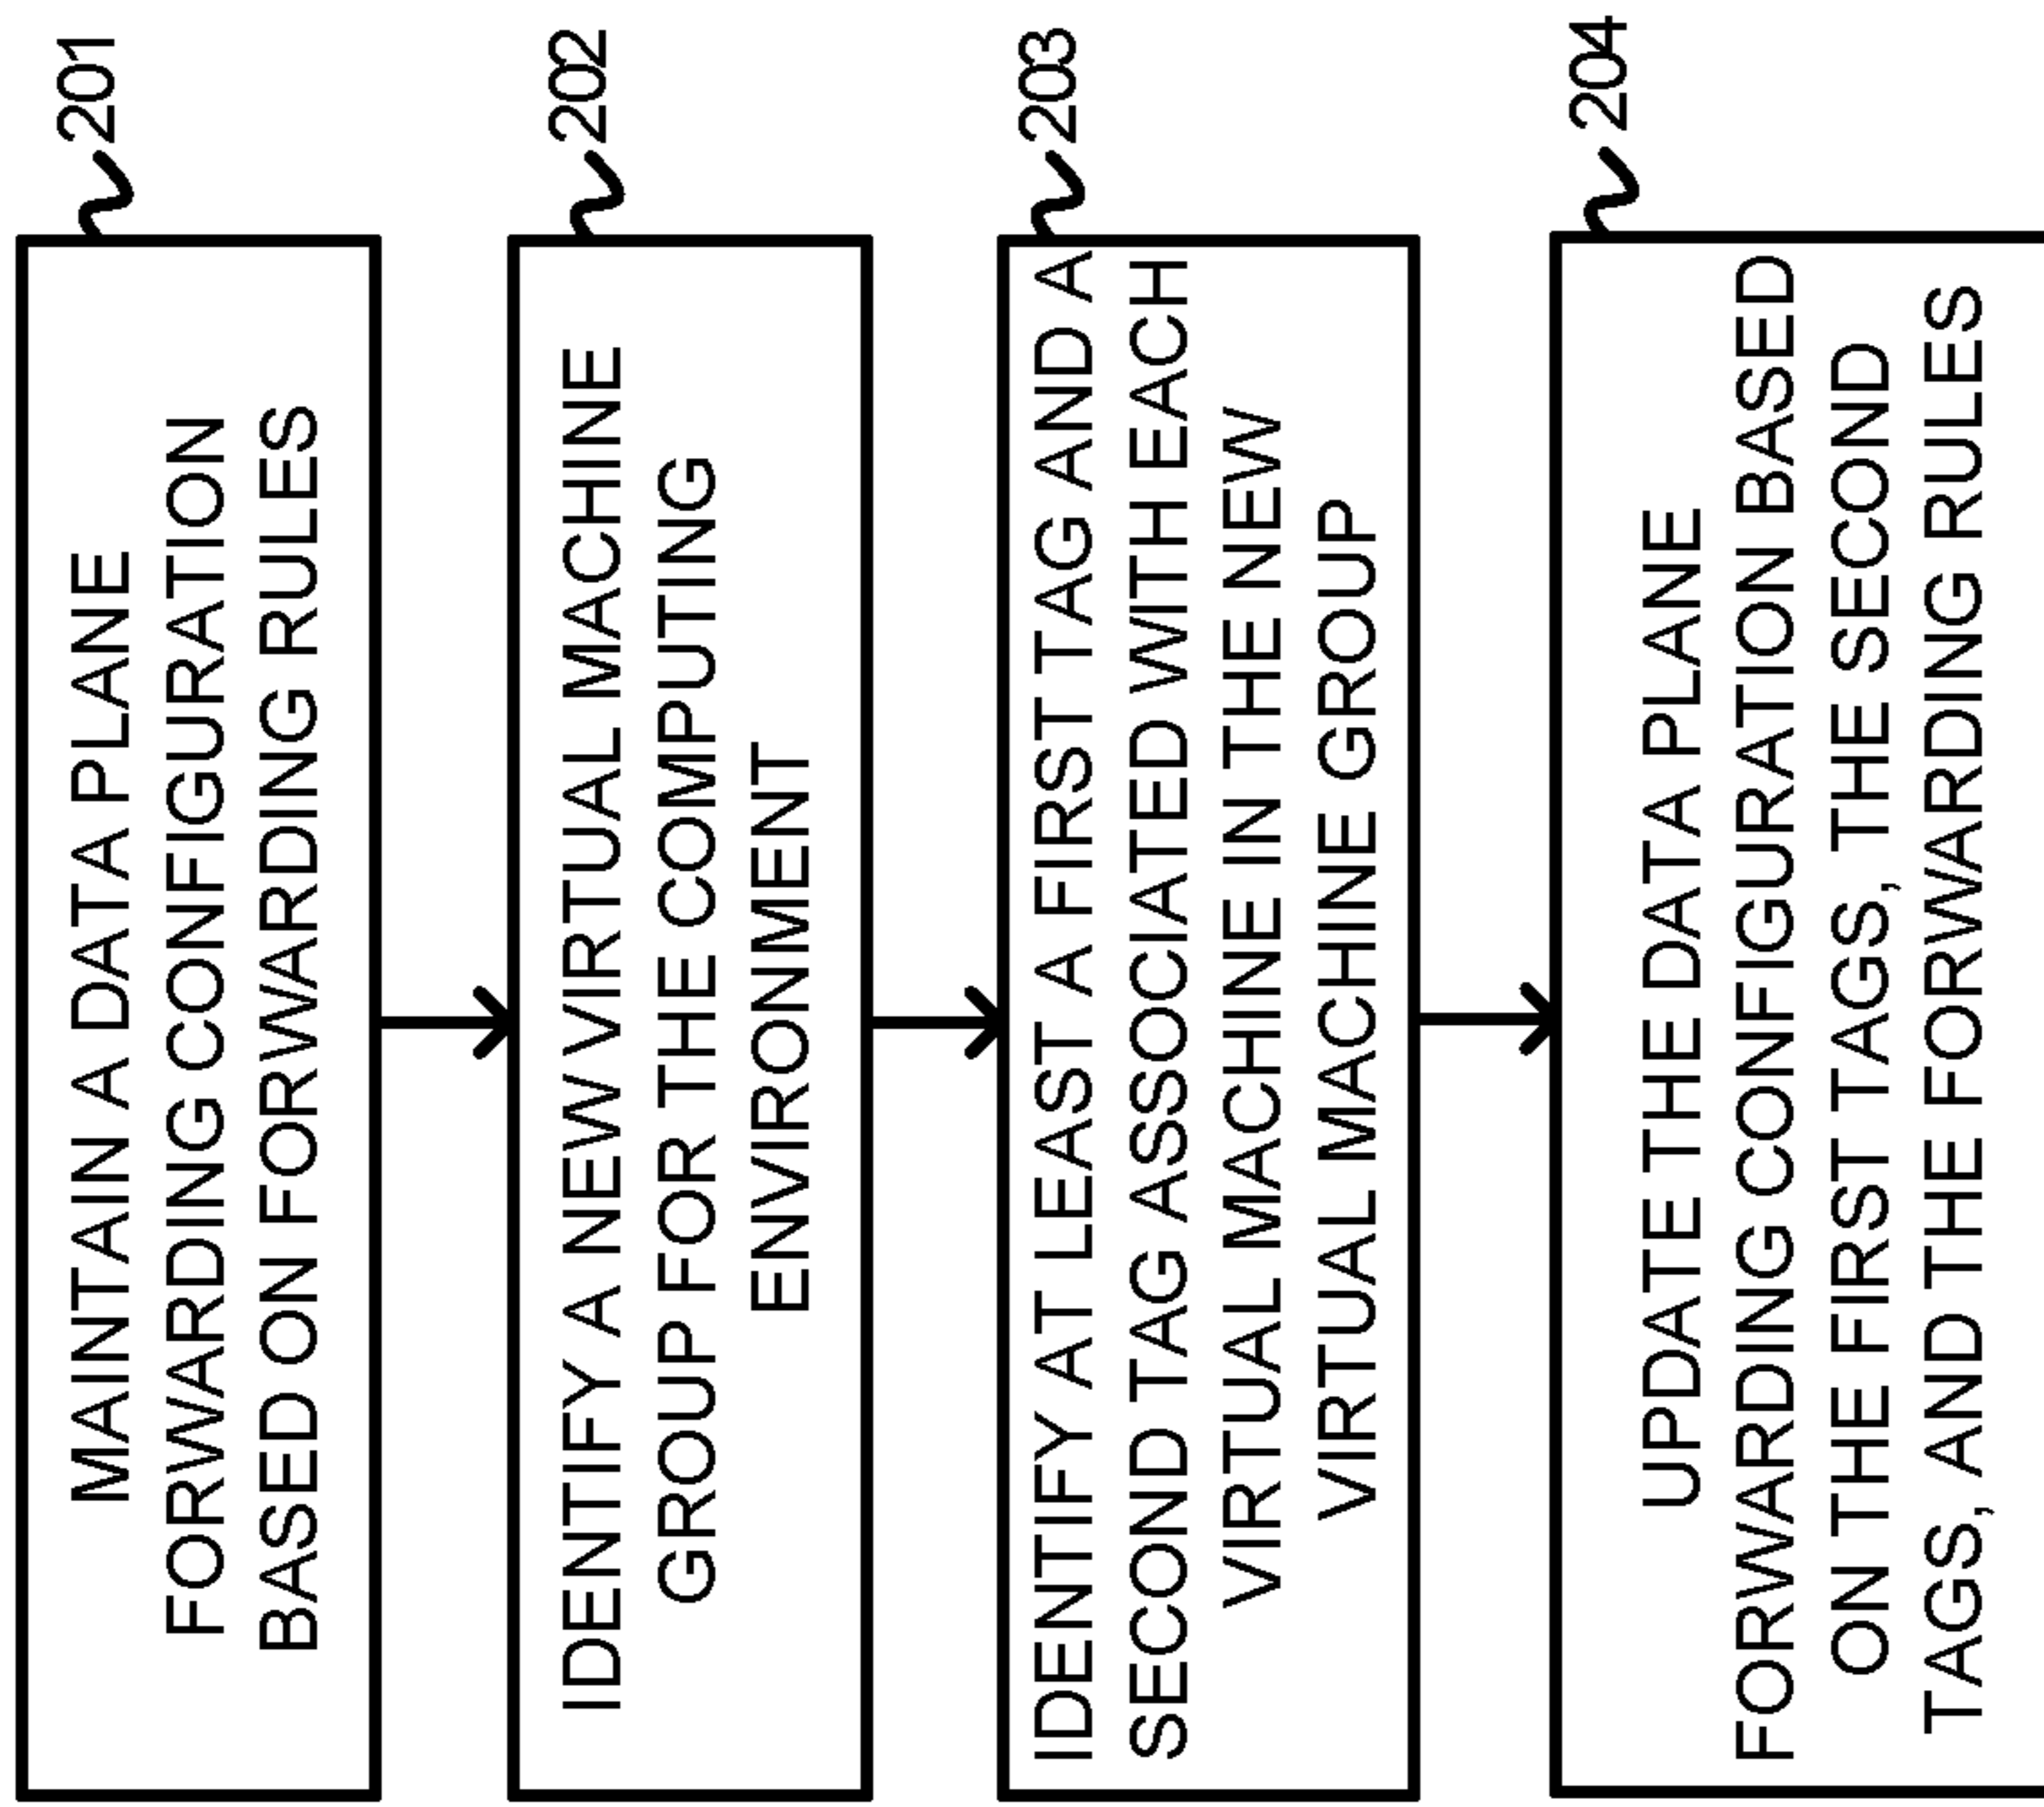 201
MAINTAIN A DATA PLANE
FORWARDING CONFIGURATION
BASED ON FORWARDING RULES
202
IDENTIFY A NEW VIRTUAL MACHINE
GROUP FOR THE COMPUTING
ENVIRONMENT
203
IDENTIFY AT LEAST A FIRST TAG AND A
SECOND TAG ASSOCIATED WITH EACH
VIRTUAL MACHINE IN THE NEW
VIRTUAL MACHINE GROUP
204
UPDATE THE DATA PLANE
FORWARDING CONFIGURATION BASED
ON THE FIRST TAGS, THE SECOND
TAGS, AND THE FORWARDING RULES